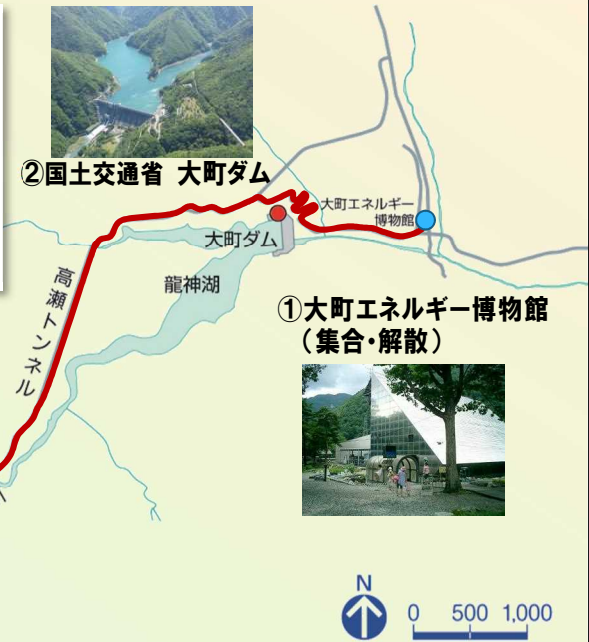 ②国土交通省 大町ダム
大町エネルギー
博物館
大町ダム
龍神湖
高瀬トンネル
①大町エネルギー博物館
（集合・解散）
N
0 500 1,000